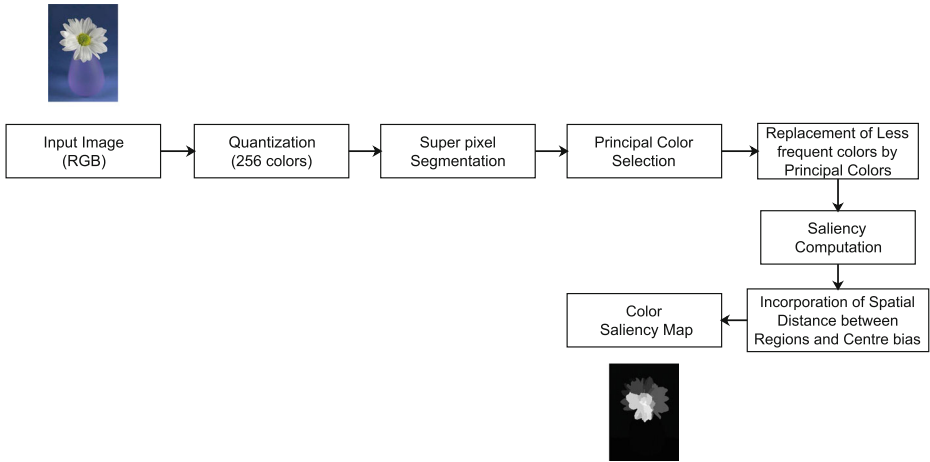 Input Image
(RGB)
Quantization
(256 colors)
Super pixel
Segmentation
Principal Color
Selection
Replacement of Less
frequent colors by
Principal Colors
Saliency
Computation
Incorporation of Spatial
Distance between
Regions and Centre bias
Color
Saliency Map